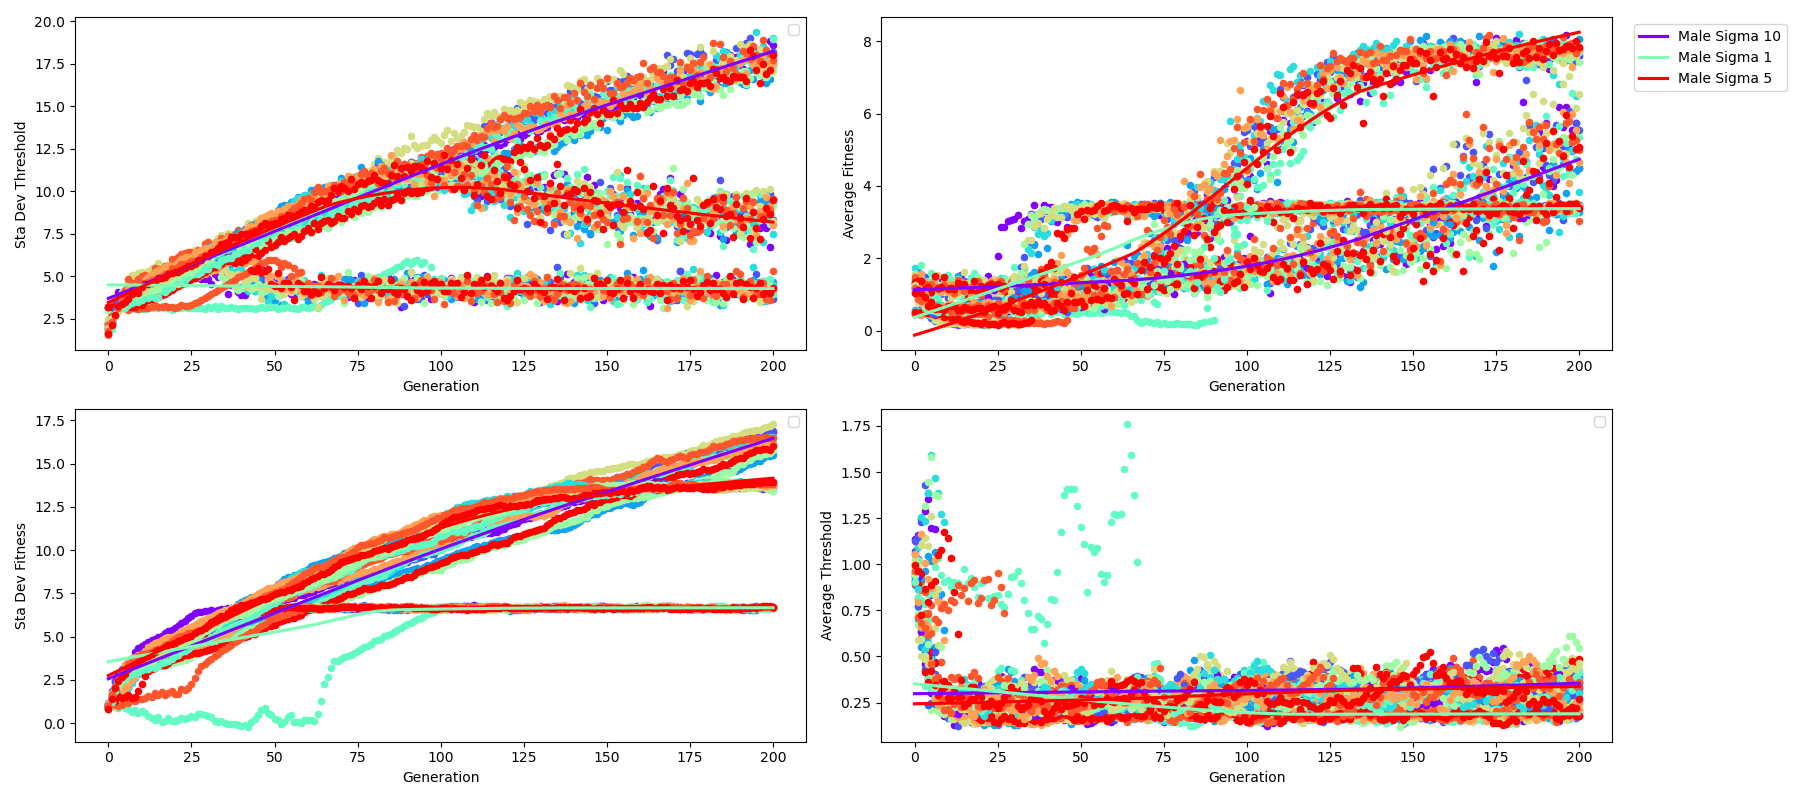 20.0
17.5
15.0
12.5
10.0
7.5
5.0
2.5
Sta Dev Threshold
0 25 50 75 100 125 150 175 200
Generation
8
6
4
2
0
Average Fitness
0 25 50 75 100 125 150 175 200
Generation
Male Sigma 10
Male Sigma 1
Male Sigma 5
17.5
15.0
12.5
10.0
7.5
5.0
2.5
0.0
Sta Dev Fitness
0 25 50 75 100 125 150 175 200
Generation
1.75
1.50
1.25
1.00
0.75
0.50
0.25
Average Threshold
0 25 50 75 100 125 150 175 200
Generation